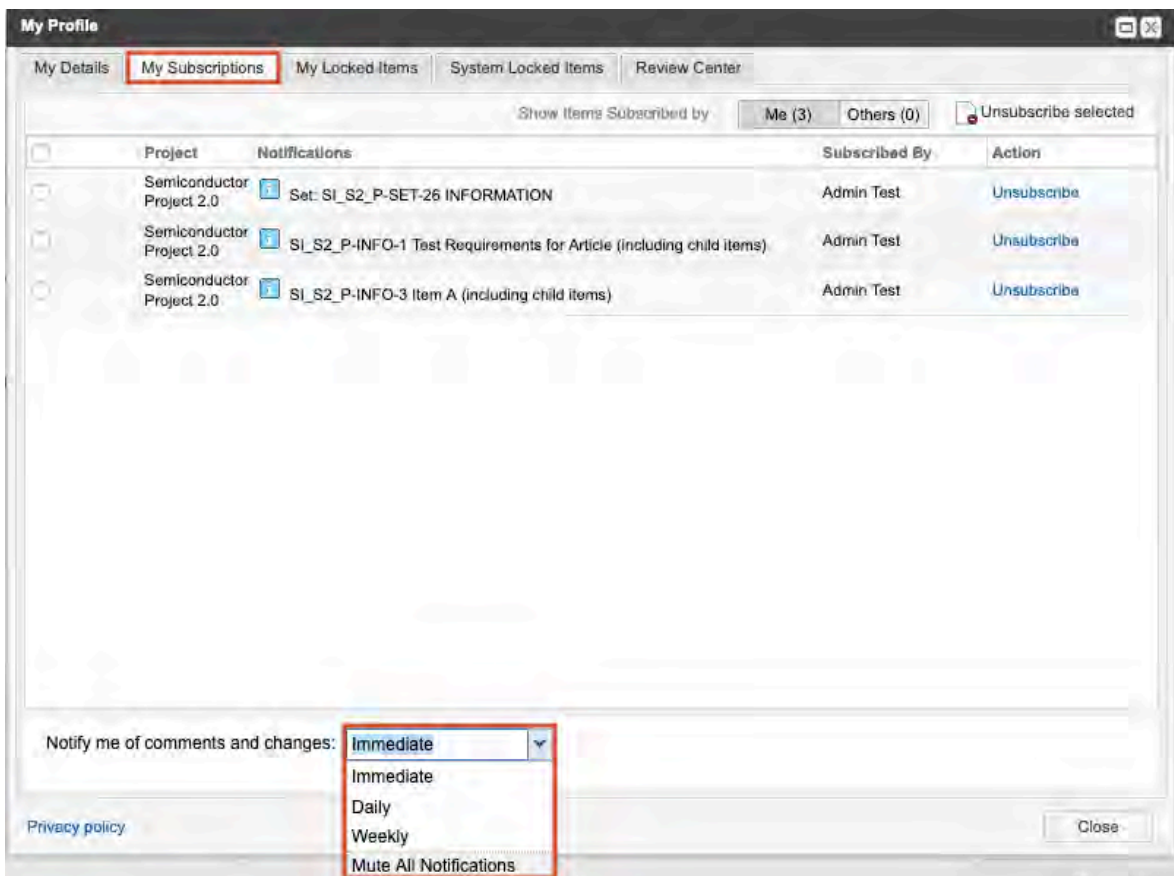 My Profile
My Details My Subscriptions My Locked Items System Locked Items Review Center
Show Items Subscribed by Me (3) Others (0) Unsubscribe selected
Project Notifications Subscribed By Action
Semiconductor
Project 2.0 Set: SI_S2_P-SET-26 INFORMATION Admin Test Unsubscribe
Semiconductor
Project 2.0 SI_S2_P-INFO-1 Test Requirements for Article (including child items) Admin Test Unsubscribe
Semiconductor
Project 2.0 SI_S2_P-INFO-3 Item A (including child items) Admin Test Unsubscribe
Notify me of comments and changes: Immediate
Immediate
Daily
Weekly
Mute All Notifications
Privacy policy Close